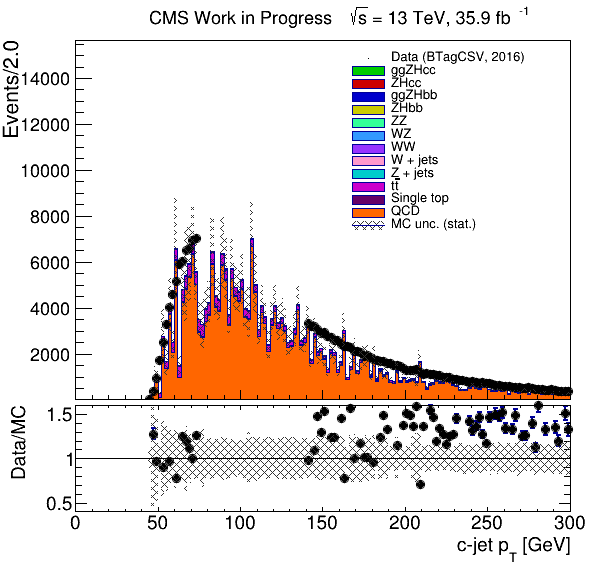 CMS Work in Progress √s = 13 TeV, 35.9 fb -1
Events/2.0
14000
12000
10000
8000
6000
4000
2000
Data (BTagCSV, 2016)
ggZHcc
ZHcc
ggZHbb
ZHbb
ZZ
WZ
WW
W + jets
Z + jets
tt̅
Single top
QCD
MC unc. (stat.)
Data/MC
1.5
1
0.5
0 50 100 150 200 250 300
c-jet pT [GeV]